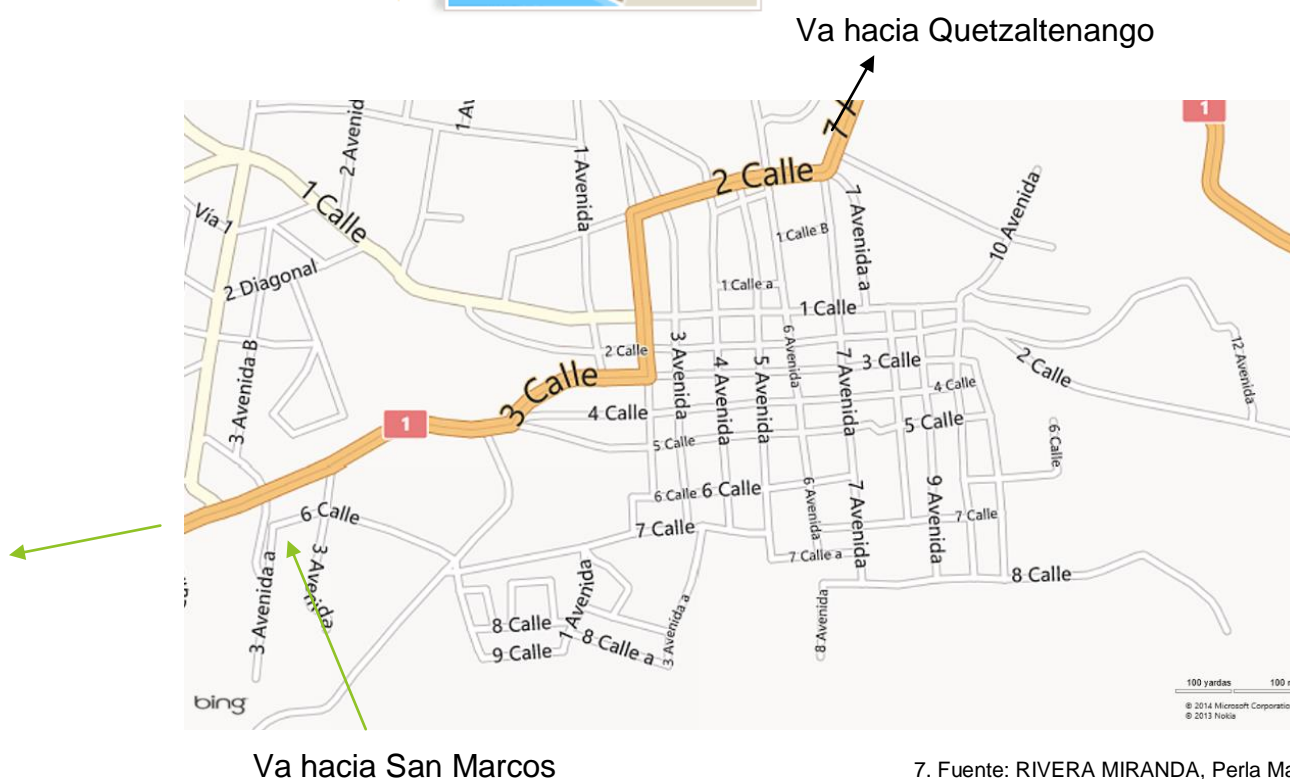 Va hacia Quetzaltenango
1
2 Avenid
1 Av
7
2 Calle
1 Avenida
1 Calle
Vía 1
2 Diagonal
10 Avenida
7 Avenida a
1 Calle B
1 Calle a
1 Calle
3 Avenida B
2 Calle
3 Avenida
4 Avenida
5 Avenida
6 Avenida
7 Avenida
3 Calle
2 Calle
12 Avenida
3 Calle
4 Calle
4 Calle
1
5 Calle
5 Calle
6 Calle
6 Calle
6 Calle
6 Avenida
7 Avenida
9 Avenida
7 Calle
6 Calle
7 Calle
7 Calle a
3 Avenida a
3 Avenida
1 Avenida
8 Calle
8 Calle
9 Calle
8 Calle a
3 Avenida a
8 Avenida
bing
100 yardas
100
© 2014 Microsoft Corporation
© 2013 Nokia
Va hacia San Marcos
7. Fuente: RIVERA MIRANDA, Perla Ma